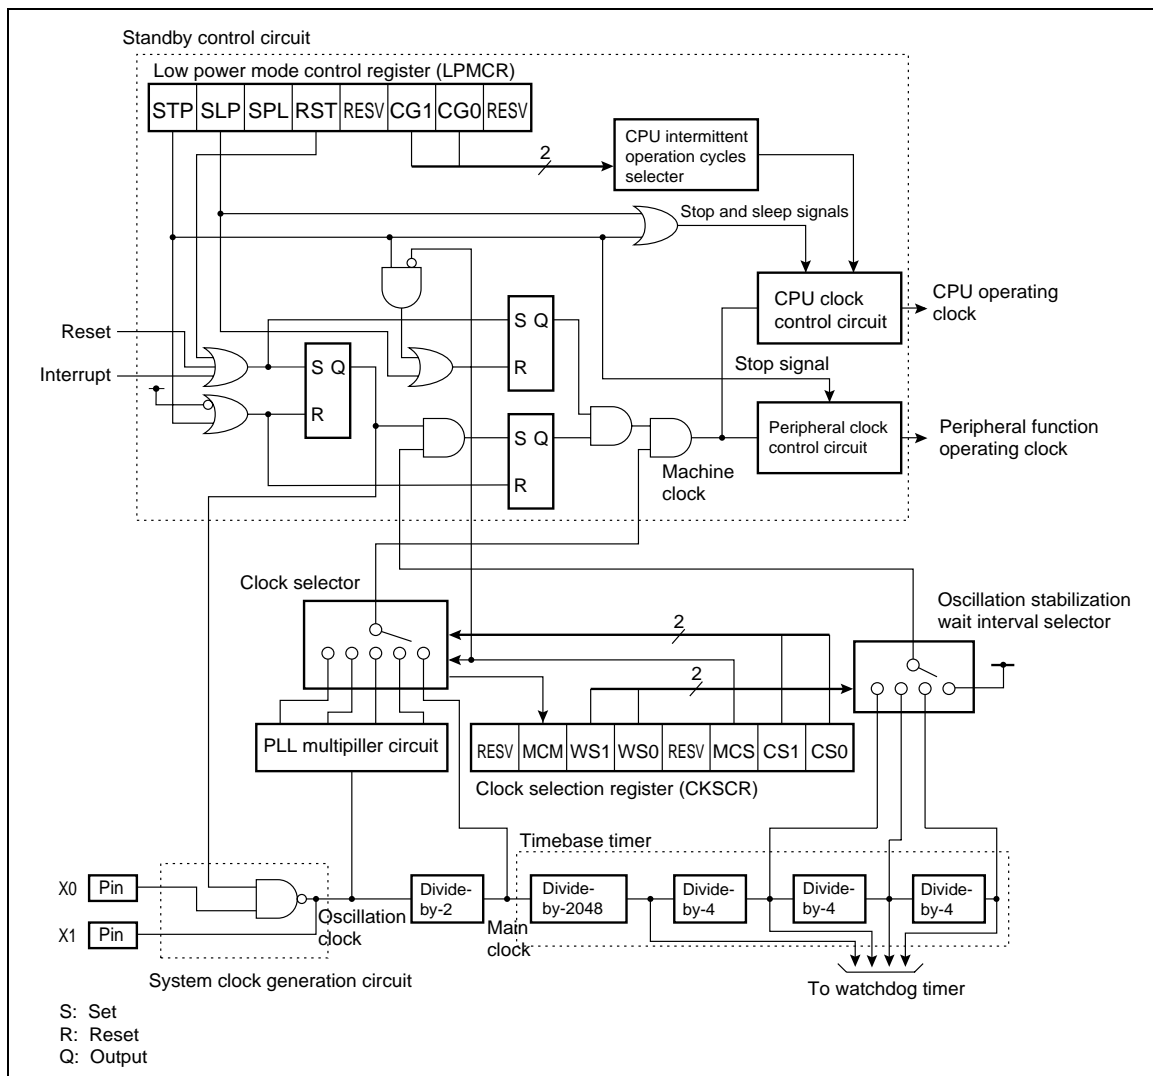 Standby control circuit
Low power mode control register (LPMCR)
STP SLP SPL RST RESV CG1 CG0 RESV
2
CPU intermittent
operation cycles
selecter
Stop and sleep signals
CPU clock
control circuit
CPU operating
clock
Reset
Interrupt
S Q
R
S Q
R
Stop signal
Peripheral clock
control circuit
Peripheral function
operating clock
S Q
R
Machine
clock
Clock selector
2
Oscillation stabilization
wait interval selector
2
PLL multipiller circuit
RESV MCM WS1 WS0 RESV MCS CS1 CS0
Clock selection register (CKSCR)
Timebase timer
X0 Pin
X1 Pin
Oscillation
clock
Divide-
by-2
Main
clock
Divide-
by-2048
Divide-
by-4
Divide-
by-4
Divide-
by-4
System clock generation circuit
To watchdog timer
S: Set
R: Reset
Q: Output